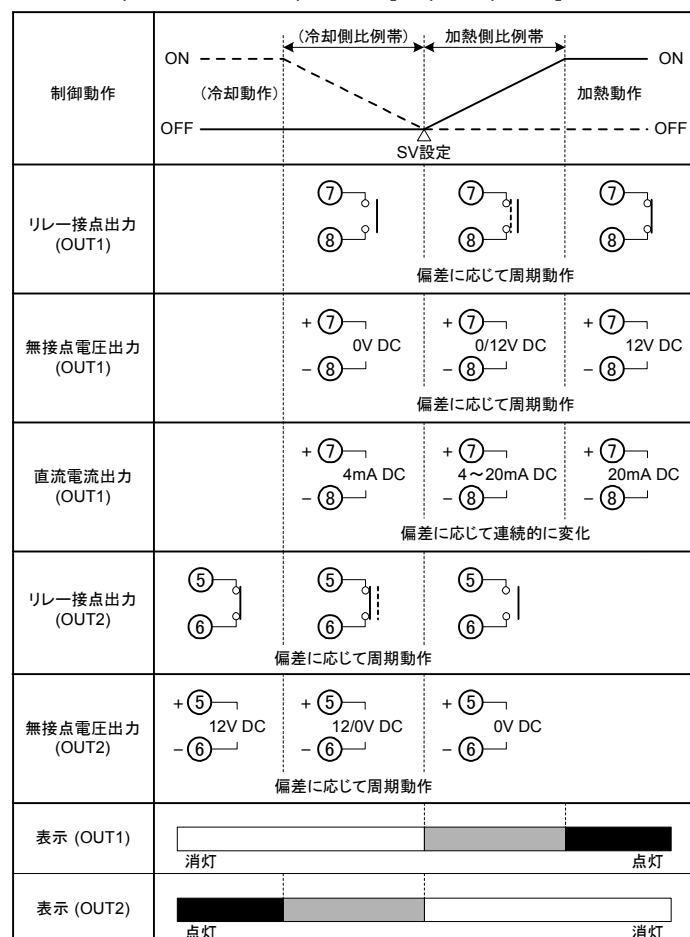 (冷却側比例帯) 加熱側比例帯
ON ON
制御動作 (冷却動作) 加熱動作
OFF OFF
SV設定
リレー接点出力
(OUT1)
⑦ ⑦ ⑦
⑧ ⑧ ⑧
偏差に応じて周期動作
無接点電圧出力
(OUT1)
+ ⑦ + ⑦ + ⑦
0V DC 0/12V DC 12V DC
− ⑧ − ⑧ − ⑧
偏差に応じて周期動作
直流電流出力
(OUT1)
+ ⑦ + ⑦ + ⑦
4mA DC 4～20mA DC 20mA DC
− ⑧ − ⑧ − ⑧
偏差に応じて連続的に変化
リレー接点出力
(OUT2)
⑤ ⑤ ⑤
⑥ ⑥ ⑥
偏差に応じて周期動作
無接点電圧出力
(OUT2)
+ ⑤ + ⑤ + ⑤
12V DC 12/0V DC 0V DC
− ⑥ − ⑥ − ⑥
偏差に応じて周期動作
表示 (OUT1)
消灯 点灯
表示 (OUT2)
点灯 消灯